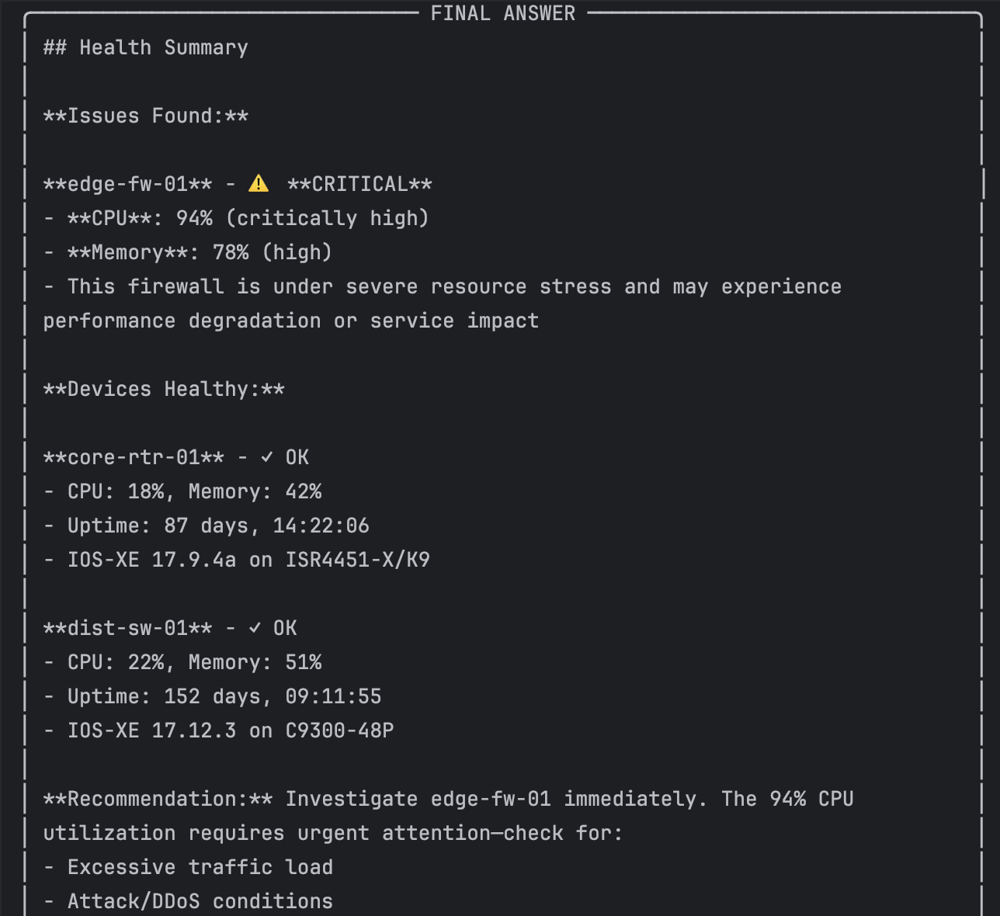 FINAL ANSWER
## Health Summary
**Issues Found:**
**edge-fw-01** - ⚠️ **CRITICAL**
- **CPU**: 94% (critically high)
- **Memory**: 78% (high)
- This firewall is under severe resource stress and may experience
performance degradation or service impact
**Devices Healthy:**
**core-rtr-01** - ✓ OK
- CPU: 18%, Memory: 42%
- Uptime: 87 days, 14:22:06
- IOS-XE 17.9.4a on ISR4451-X/K9
**dist-sw-01** - ✓ OK
- CPU: 22%, Memory: 51%
- Uptime: 152 days, 09:11:55
- IOS-XE 17.12.3 on C9300-48P
**Recommendation:** Investigate edge-fw-01 immediately. The 94% CPU
utilization requires urgent attention—check for:
- Excessive traffic load
- Attack/DDoS conditions